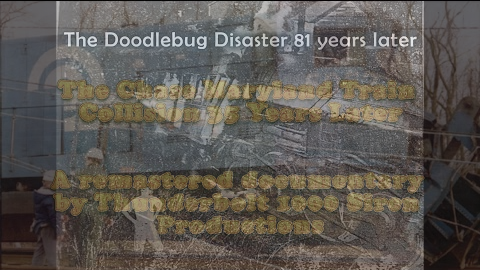 The Doodlebug Disaster 81 years later
The Chase Maryland Train
Collision 35 Years Later
A remastered documentary
by Thunderbolt 1000 Siren
Productions